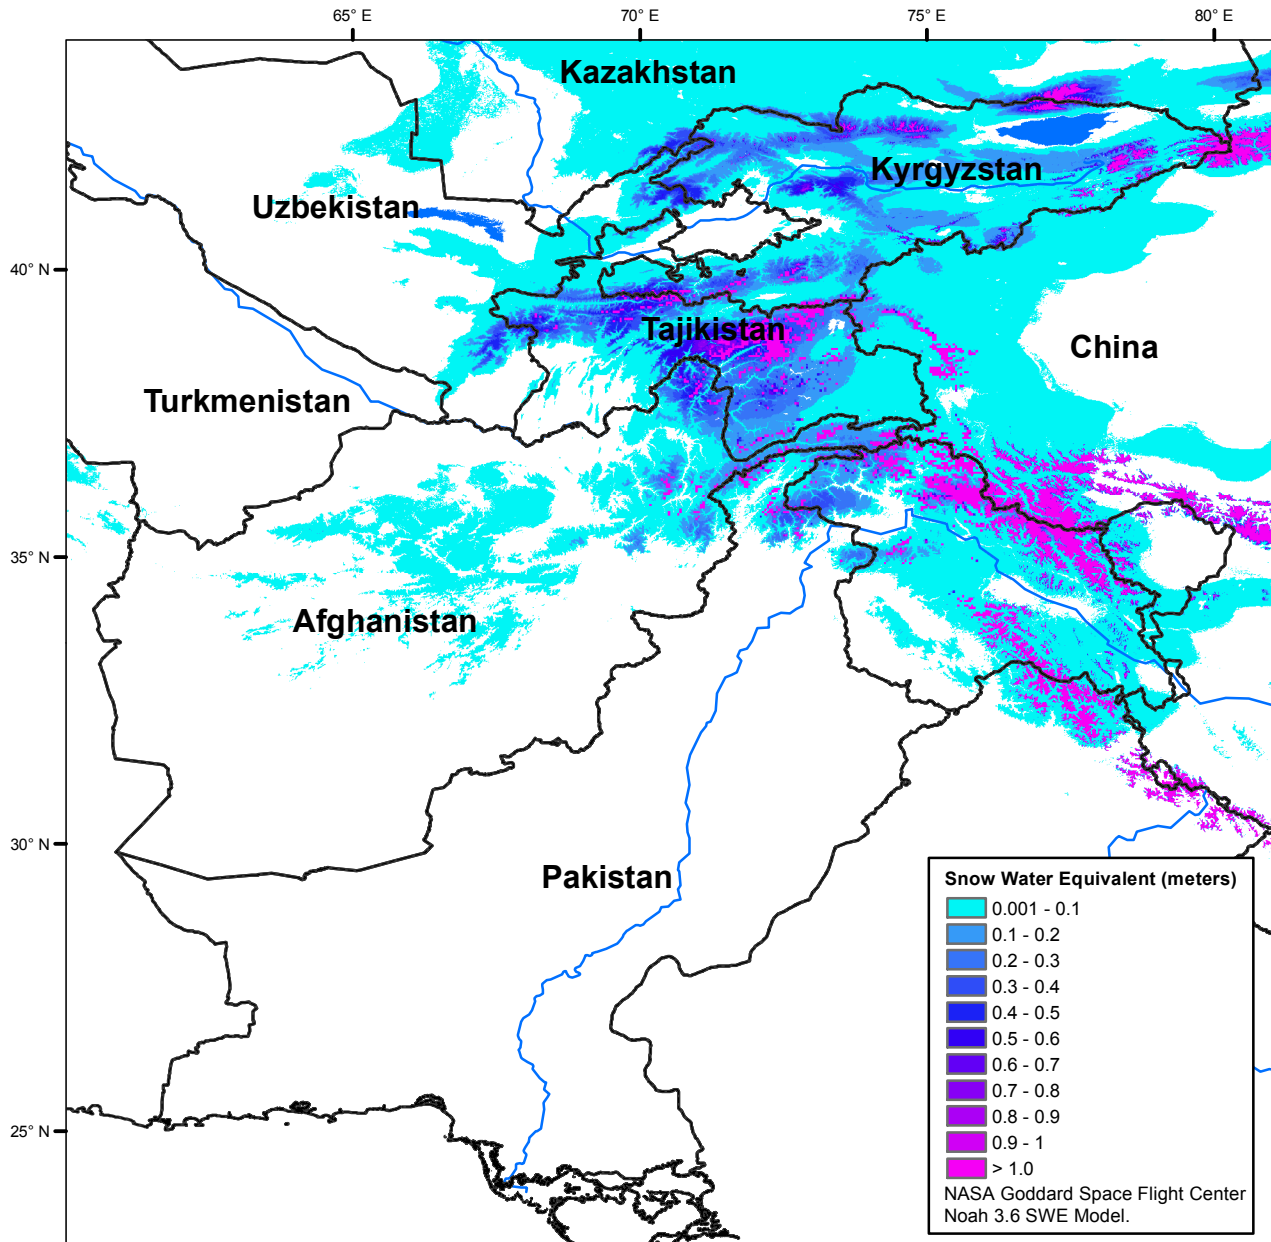 65° E
70° E
75° E
80° E
Kazakhstan
Kyrgyzstan
Uzbekistan
40° N
Tajikistan
China
Turkmenistan
35° N
Afghanistan
30° N
Pakistan
25° N
Snow Water Equivalent (meters)
0.001 - 0.1
0.1 - 0.2
0.2 - 0.3
0.3 - 0.4
0.4 - 0.5
0.5 - 0.6
0.6 - 0.7
0.7 - 0.8
0.8 - 0.9
0.9 - 1
> 1.0
NASA Goddard Space Flight Center
Noah 3.6 SWE Model.